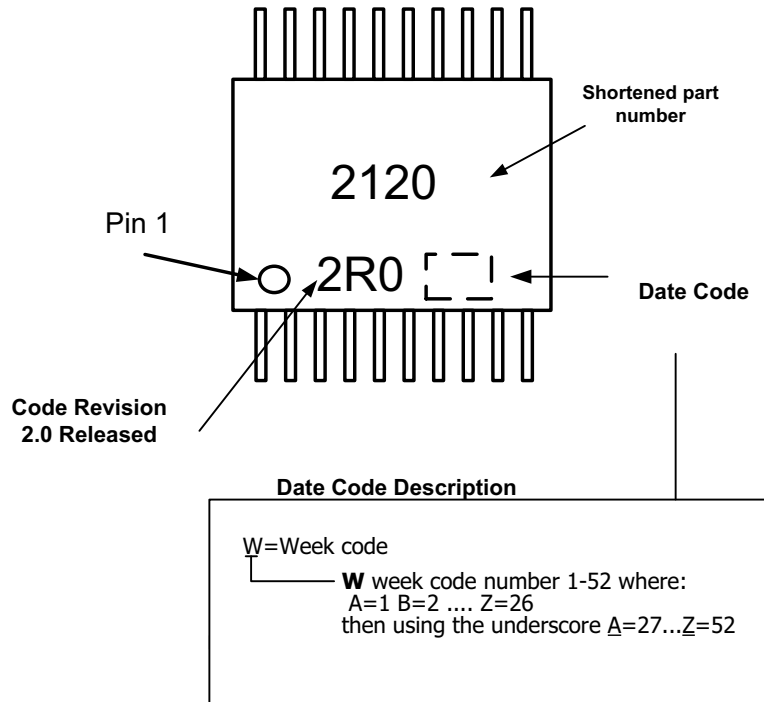 Shortened part
number
2120
Pin 1
2R0
Date Code
Code Revision
2.0 Released
Date Code Description
W=Week code
W week code number 1-52 where:
A=1 B=2 .... Z=26
then using the underscore A=27...Z=52